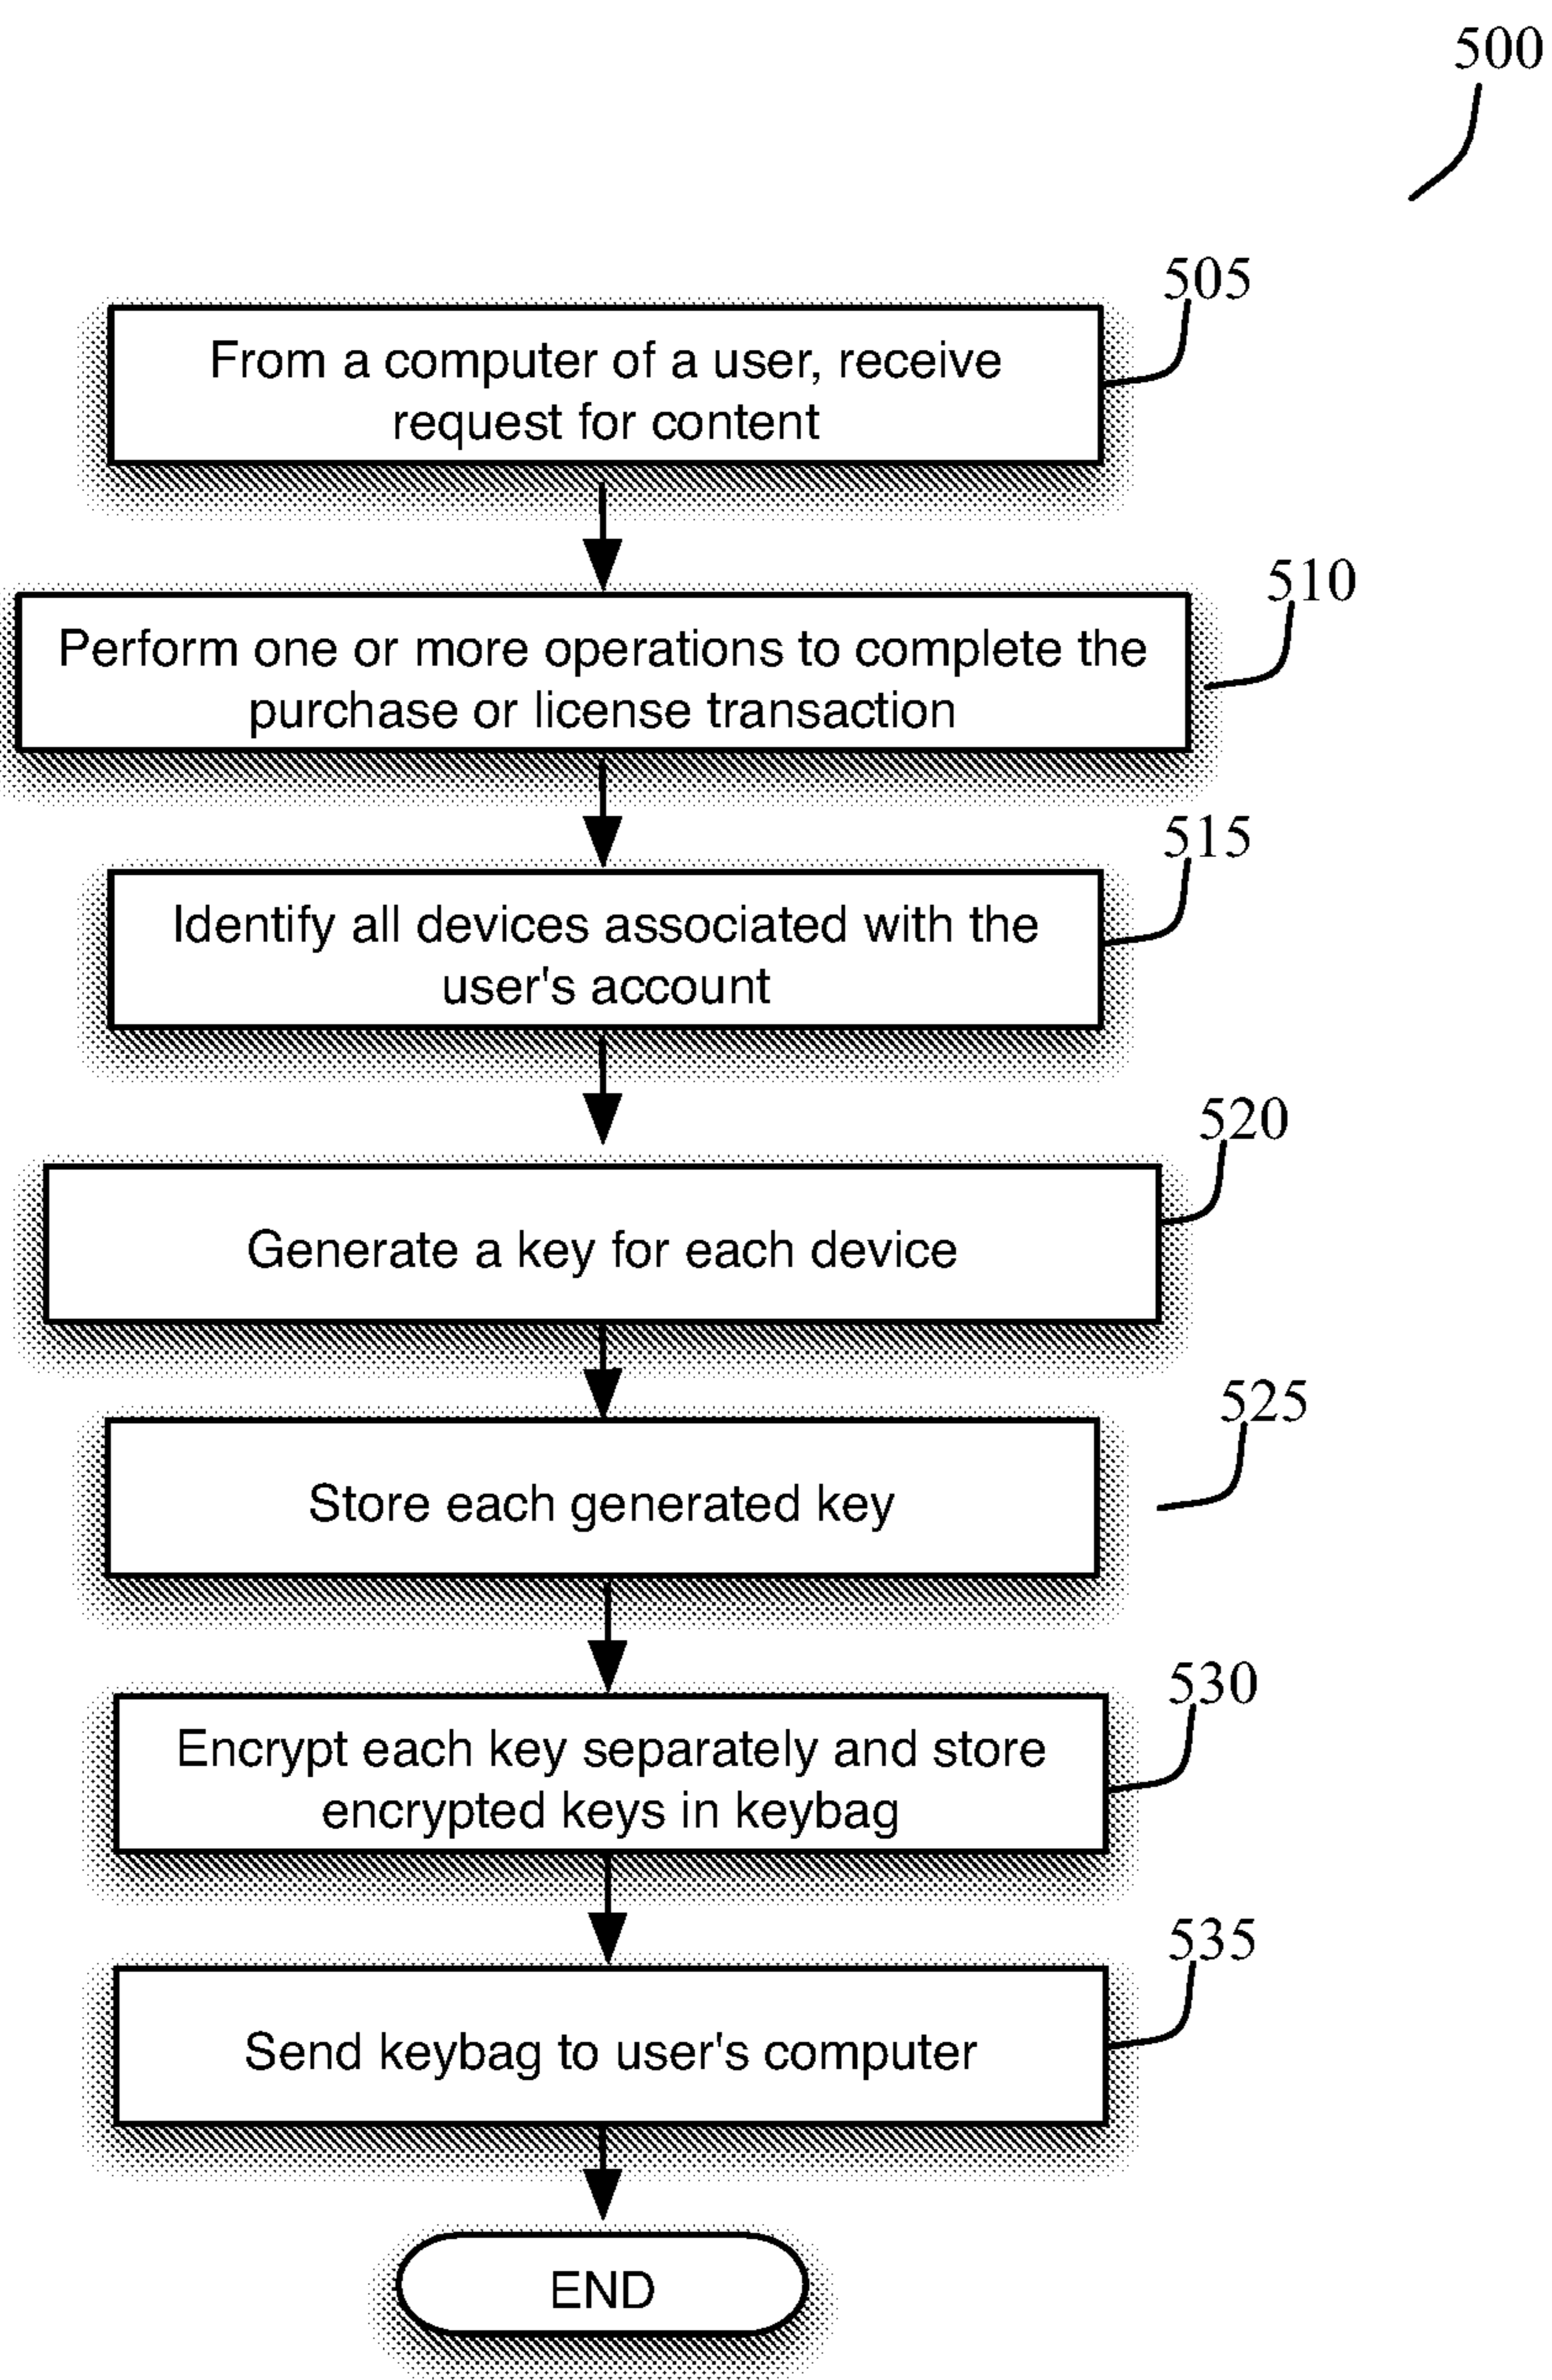 500
505
From a computer of a user, receive
request for content
510
Perform one or more operations to complete the
purchase or license transaction
515
Identify all devices associated with the
user's account
520
Generate a key for each device
525
Store each generated key
530
Encrypt each key separately and store
encrypted keys in keybag
535
Send keybag to user's computer
END